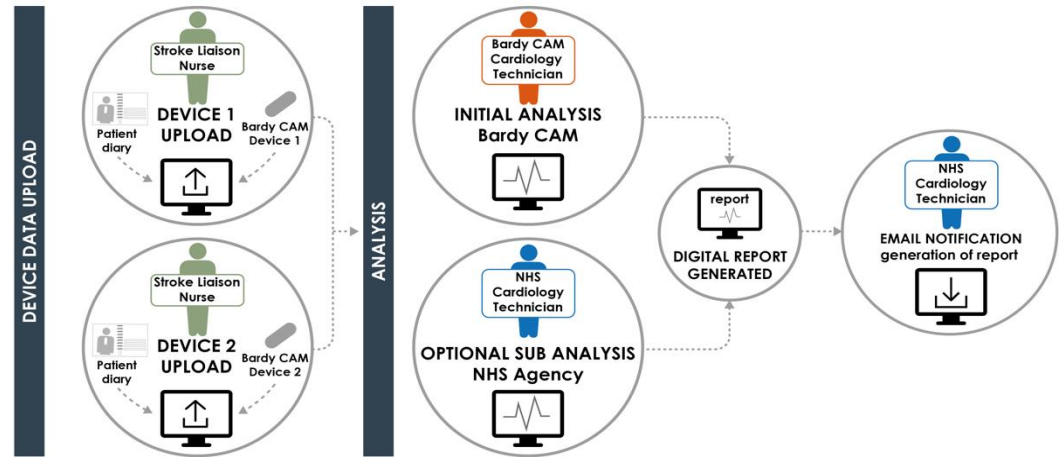 DEVICE DATA UPLOAD
Stroke Liaison
Nurse
DEVICE 1
UPLOAD
Patient
diary
Bardy CAM
Device 1
Stroke Liaison
Nurse
DEVICE 2
UPLOAD
Patient
diary
Bardy CAM
Device 2
ANALYSIS
Bardy CAM
Cardiology
Technician
INITIAL ANALYSIS
Bardy CAM
NHS
Cardiology
Technician
OPTIONAL SUB ANALYSIS
NHS Agency
report
DIGITAL REPORT
GENERATED
NHS
Cardiology
Technician
EMAIL NOTIFICATION
generation of report